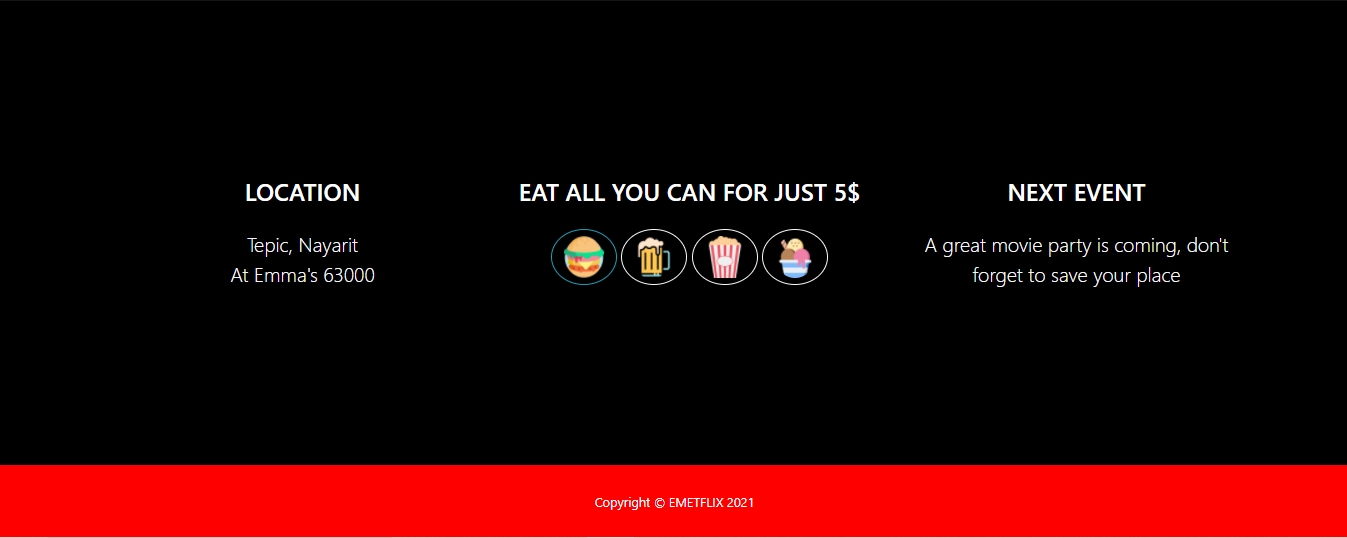 LOCATION
Tepic, Nayarit
At Emma's 63000
EAT ALL YOU CAN FOR JUST 5$
NEXT EVENT
A great movie party is coming, don't
forget to save your place
Copyright © EMETFLIX 2021